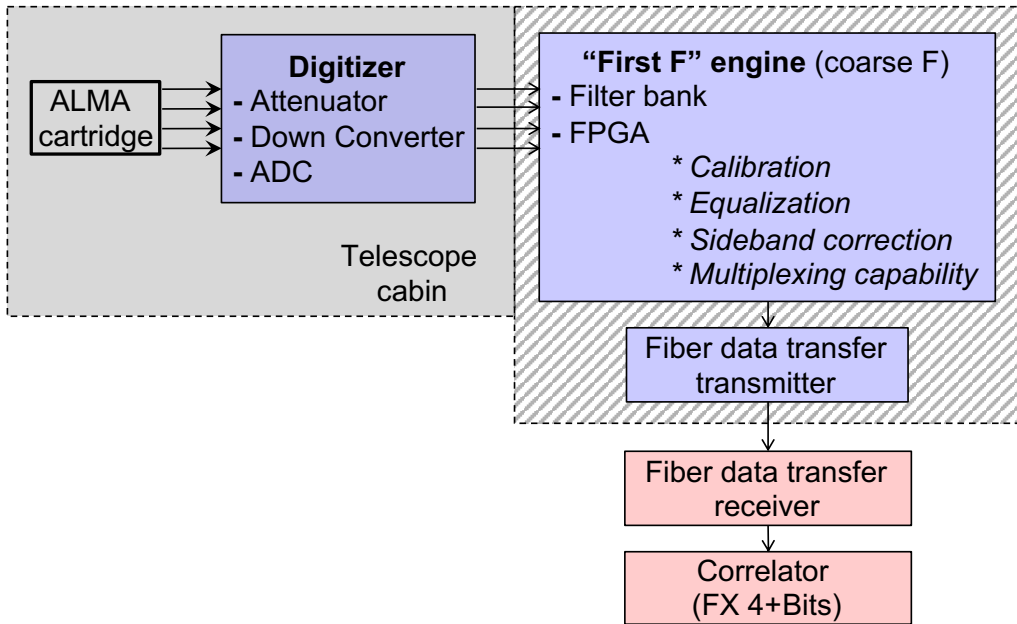 ALMA
cartridge
Digitizer
- Attenuator
- Down Converter
- ADC
Telescope
cabin
“First F” engine (coarse F)
- Filter bank
- FPGA
* Calibration
* Equalization
* Sideband correction
* Multiplexing capability
Fiber data transfer
transmitter
Fiber data transfer
receiver
Correlator
(FX 4+Bits)